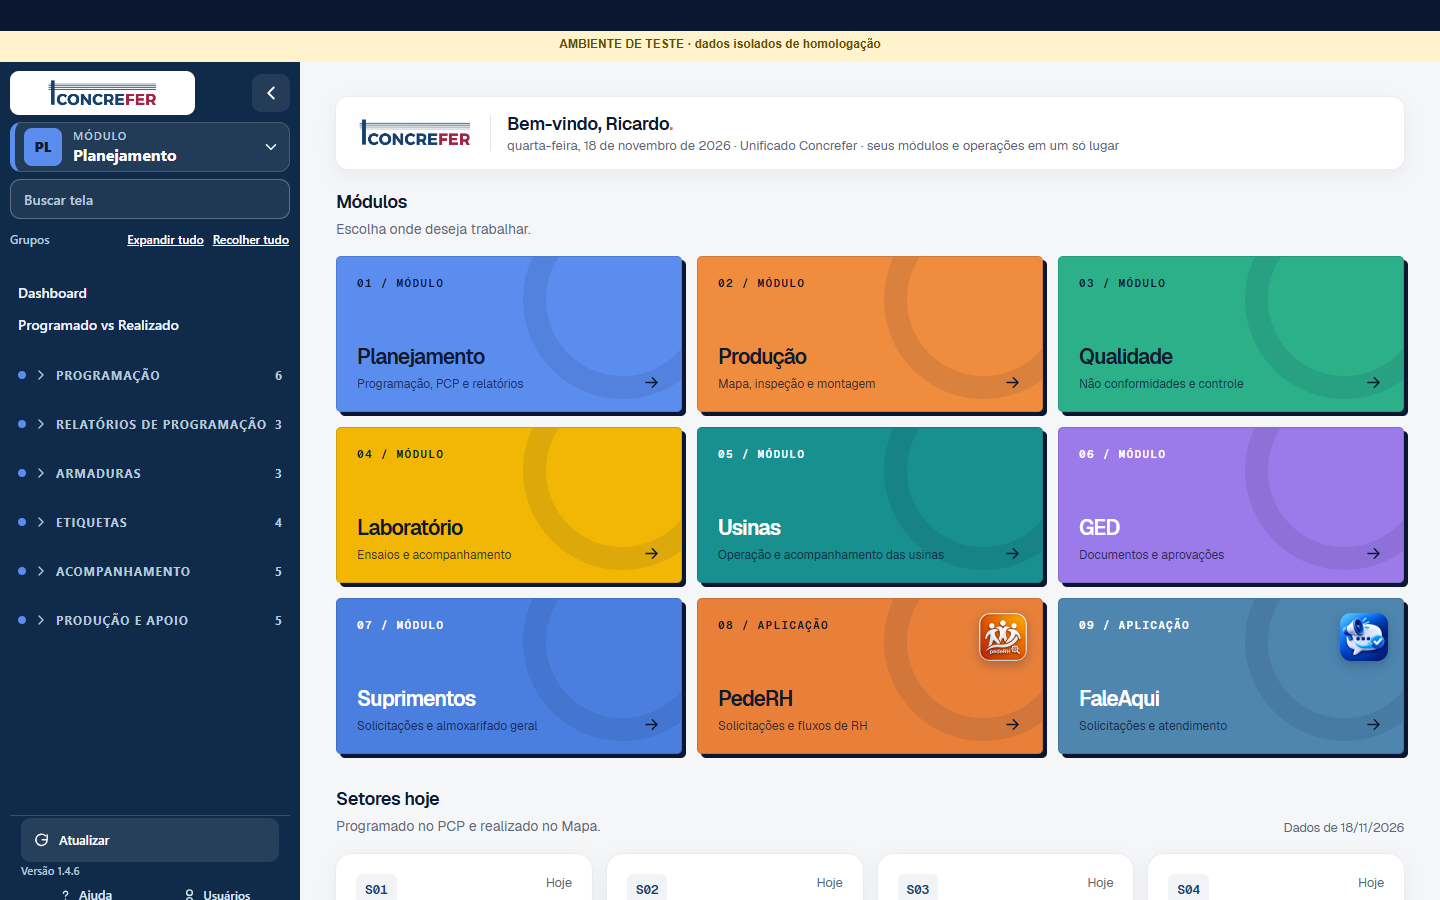 AMBIENTE DE TESTE · dados isolados de homologação
CONCREFER
PL
MÓDULO
Planejamento
Buscar tela
Grupos
Expandir tudo
Recolher tudo
Dashboard
Programado vs Realizado
PROGRAMAÇÃO 6
RELATÓRIOS DE PROGRAMAÇÃO 3
ARMADURAS 3
ETIQUETAS 4
ACOMPANHAMENTO 5
PRODUÇÃO E APOIO 5
Atualizar
Versão 1.4.6
? Ajuda
Usuários
CONCREFER
Bem-vindo, Ricardo.
quarta-feira, 18 de novembro de 2026 · Unificado Concrefer · seus módulos e operações em um só lugar
Módulos
Escolha onde deseja trabalhar.
01 / MÓDULO
Planejamento
Programação, PCP e relatórios
02 / MÓDULO
Produção
Mapa, inspeção e montagem
03 / MÓDULO
Qualidade
Não conformidades e controle
04 / MÓDULO
Laboratório
Ensaios e acompanhamento
05 / MÓDULO
Usinas
Operação e acompanhamento das usinas
06 / MÓDULO
GED
Documentos e aprovações
07 / MÓDULO
Suprimentos
Solicitações e almoxarifado geral
08 / APLICAÇÃO
pedeRH
PedeRH
Solicitações e fluxos de RH
09 / APLICAÇÃO
FaleAqui
Solicitações e atendimento
Setores hoje
Programado no PCP e realizado no Mapa.
Dados de 18/11/2026
S01 Hoje
S02 Hoje
S03 Hoje
S04 Hoje